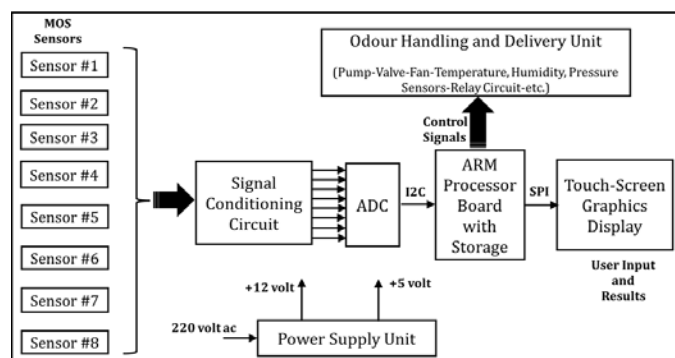 MOS
Sensors
Sensor #1
Sensor #2
Sensor #3
Sensor #4
Sensor #5
Sensor #6
Sensor #7
Sensor #8
Signal
Conditioning
Circuit
ADC
I2C
ARM
Processor
Board
with
Storage
SPI
Touch-Screen
Graphics
Display
User Input
and
Results
Odour Handling and Delivery Unit
(Pump-Valve-Fan-Temperature, Humidity, Pressure
Sensors-Relay Circuit-etc.)
Control
Signals
+12 volt
+5 volt
220 volt ac
Power Supply Unit